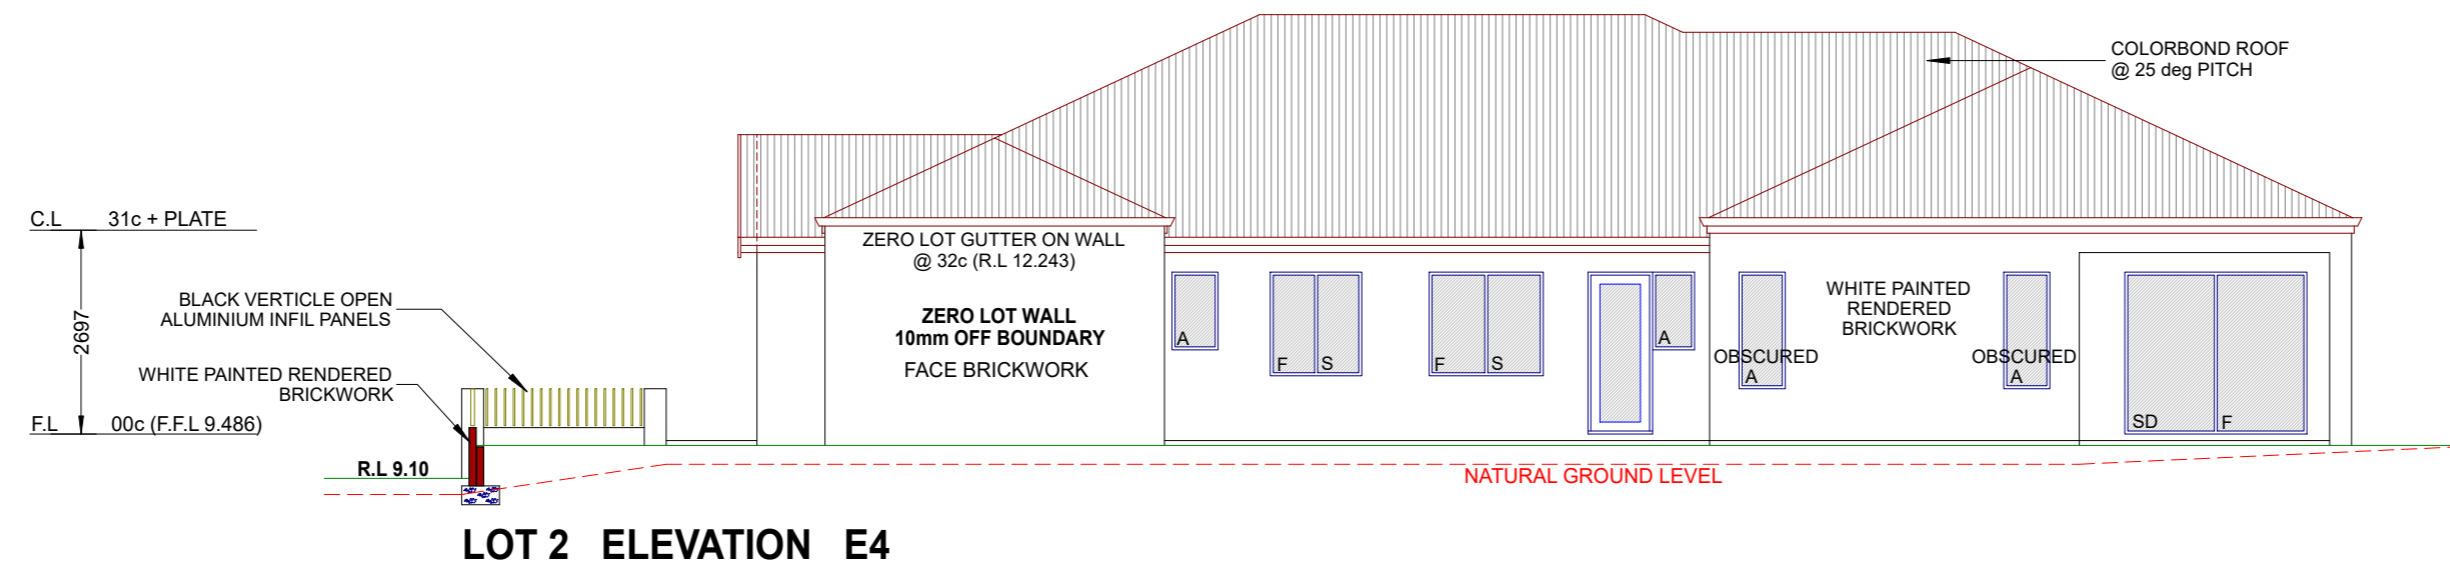 COLORBOND ROOF
@ 25 deg PITCH
C.L 31c + PLATE
2697
F.L 00c (F.F.L 9.486)
BLACK VERTICLE OPEN
ALUMINIUM INFIL PANELS
WHITE PAINTED RENDERED
BRICKWORK
R.L 9.10
ZERO LOT GUTTER ON WALL
@ 32c (R.L 12.243)
ZERO LOT WALL
10mm OFF BOUNDARY
FACE BRICKWORK
A
F S
F S
A
OBSCURED
A
WHITE PAINTED
RENDERED
BRICKWORK
OBSCURED
A
SD F
NATURAL GROUND LEVEL
LOT 2 ELEVATION E4